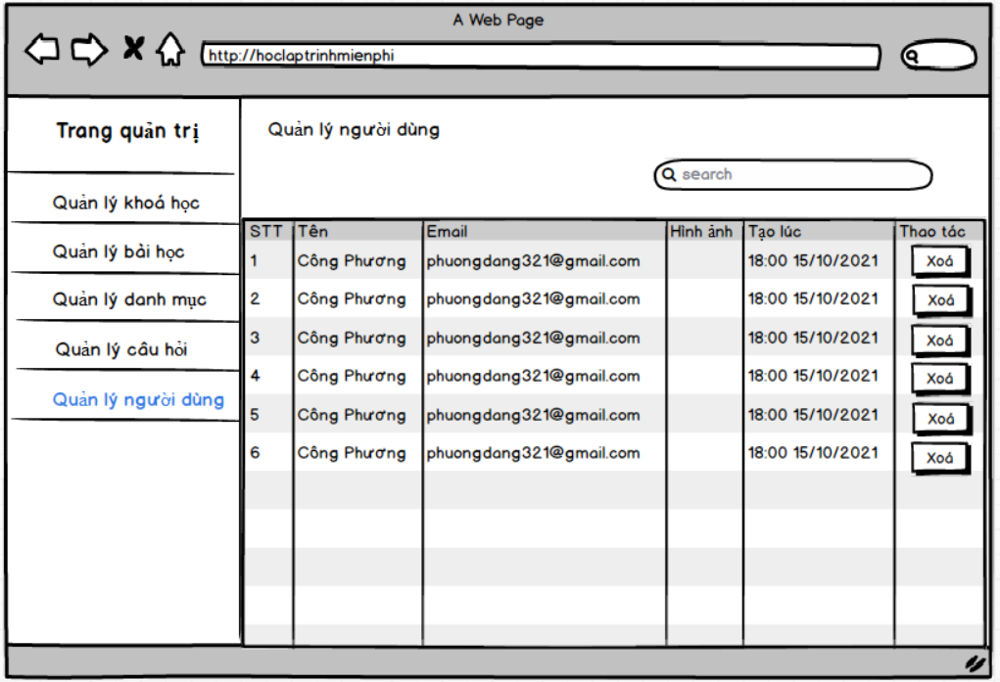 A Web Page
http://hoclaptrinhmienphi
Trang quản trị
Quản lý khoá học
Quản lý bài học
Quản lý danh mục
Quản lý câu hỏi
Quản lý người dùng
Quản lý người dùng
search
STT Tên Email Hình ảnh Tạo lúc Thao tác
1 Công Phương phuongdang321@gmail.com 18:00 15/10/2021 Xoá
2 Công Phương phuongdang321@gmail.com 18:00 15/10/2021 Xoá
3 Công Phương phuongdang321@gmail.com 18:00 15/10/2021 Xoá
4 Công Phương phuongdang321@gmail.com 18:00 15/10/2021 Xoá
5 Công Phương phuongdang321@gmail.com 18:00 15/10/2021 Xoá
6 Công Phương phuongdang321@gmail.com 18:00 15/10/2021 Xoá